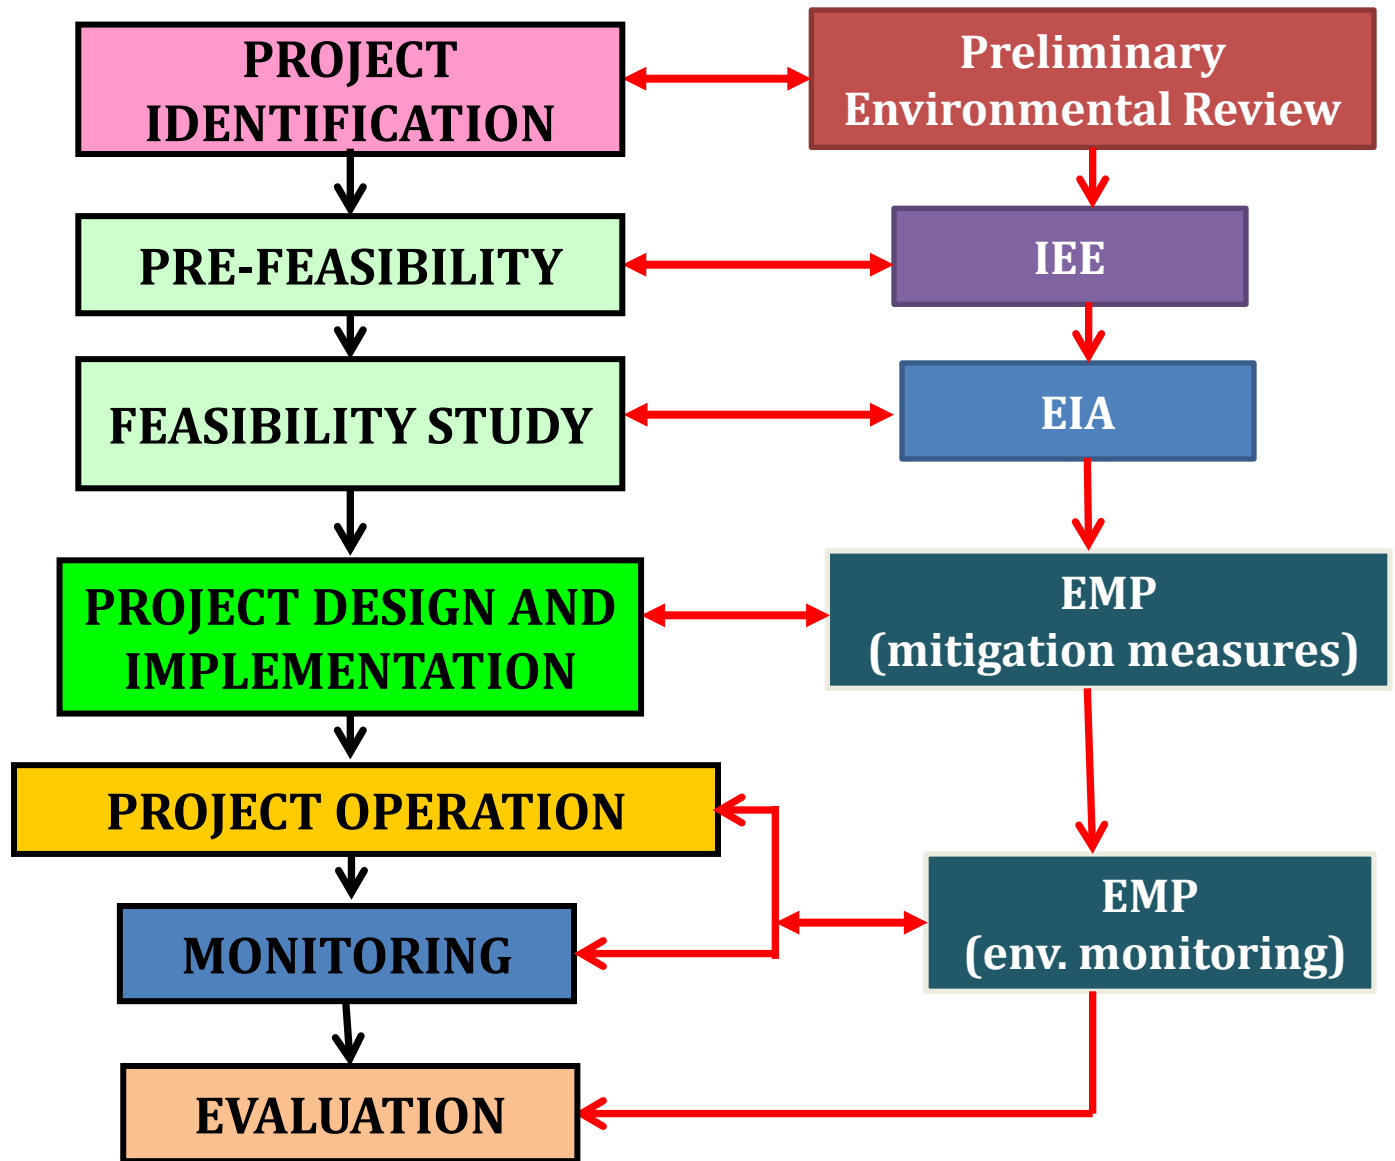 PROJECT
IDENTIFICATION
Preliminary
Environmental Review
PRE-FEASIBILITY
IEE
FEASIBILITY STUDY
EIA
PROJECT DESIGN AND
IMPLEMENTATION
EMP
(mitigation measures)
PROJECT OPERATION
MONITORING
EMP
(env. monitoring)
EVALUATION